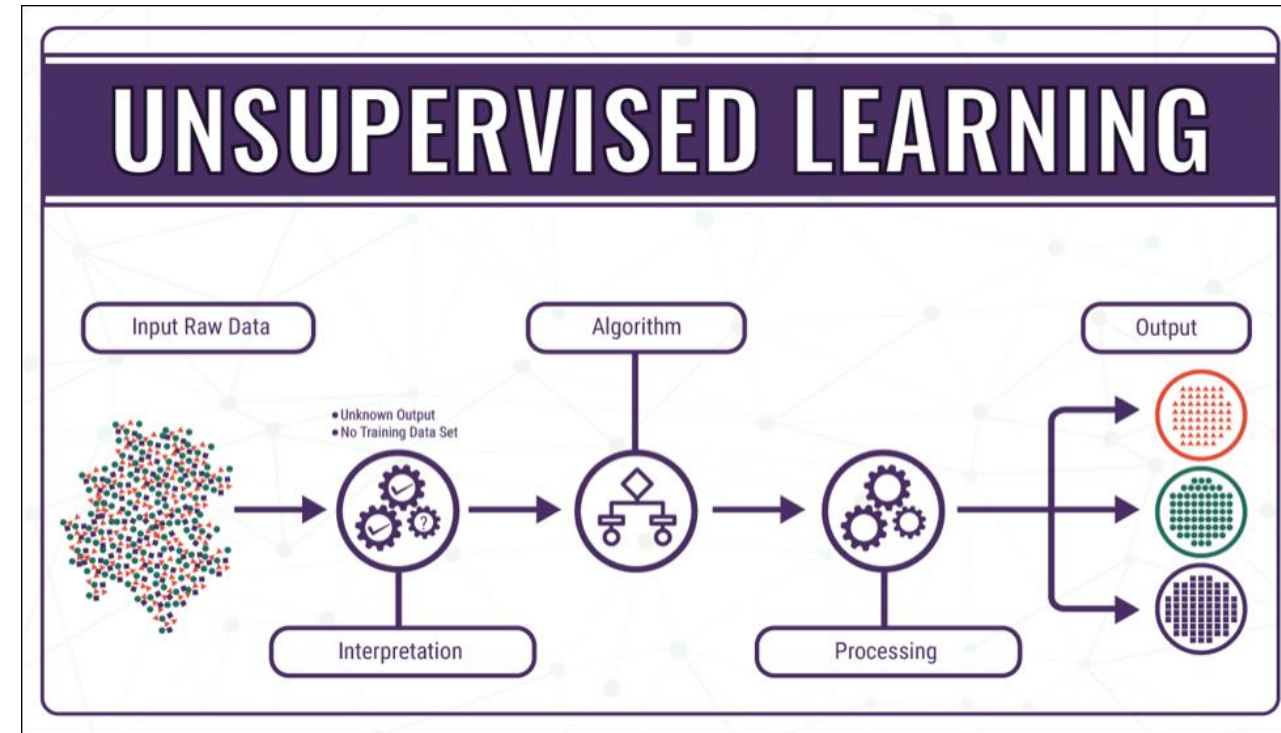 UNSUPERVISED LEARNING
Input Raw Data
Algorithm
Output
• Unknown Output
• No Training Data Set
?
Interpretation
Processing